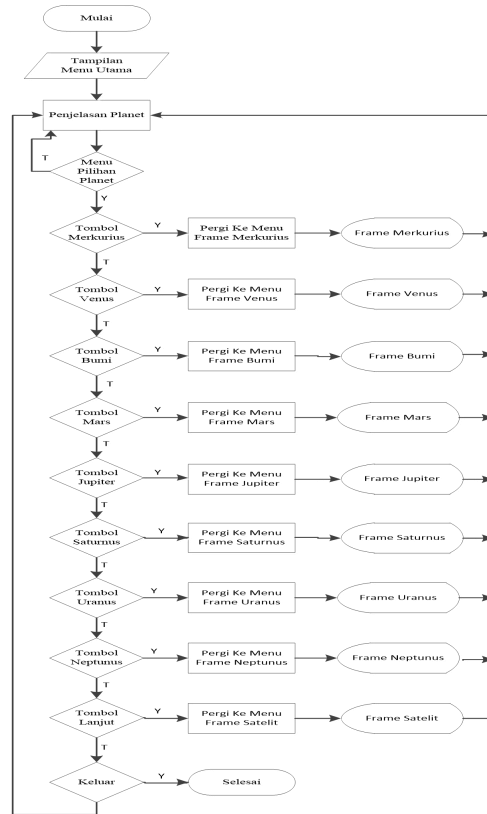 Mulai
Tampilan
Menu Utama
Penjelasan Planet
T
Menu
Pilihan
Planet
Y
Tombol
Merkurius
Y
Pergi Ke Menu
Frame Merkurius
Frame Merkurius
T
Tombol
Venus
Y
Pergi Ke Menu
Frame Venus
Frame Venus
T
Tombol
Bumi
Y
Pergi Ke Menu
Frame Bumi
Frame Bumi
T
Tombol
Mars
Y
Pergi Ke Menu
Frame Mars
Frame Mars
T
Tombol
Jupiter
Y
Pergi Ke Menu
Frame Jupiter
Frame Jupiter
T
Tombol
Saturnus
Y
Pergi Ke Menu
Frame Saturnus
Frame Saturnus
T
Tombol
Uranus
Y
Pergi Ke Menu
Frame Uranus
Frame Uranus
T
Tombol
Neptunus
Y
Pergi Ke Menu
Frame Neptunus
Frame Neptunus
T
Tombol
Lanjut
Y
Pergi Ke Menu
Frame Satelit
Frame Satelit
T
Keluar
Y
Selesai